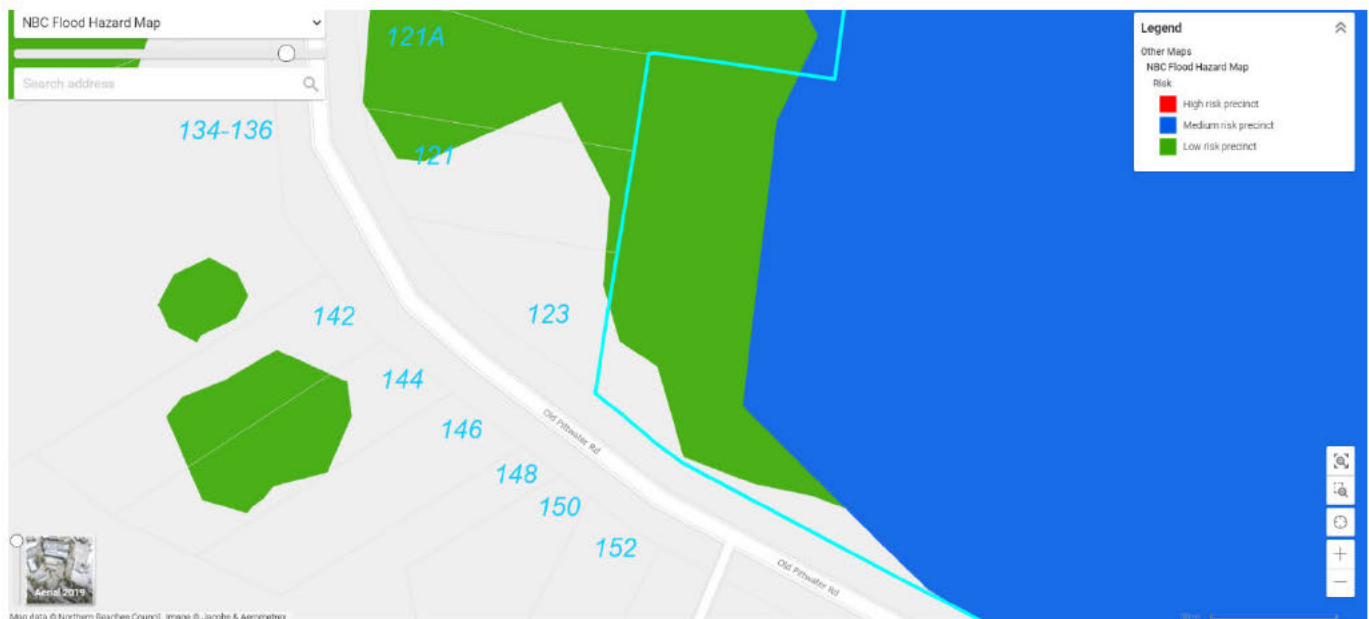 NBC Flood Hazard Map
Search address
121A
134-136
121
142
123
144
146
148
150
152
Old Pittwater Rd
Old Pittwater Rd
Legend
Other Maps
NBC Flood Hazard Map
Risk
High risk precinct
Medium risk precinct
Low risk precinct
Aerial 2019
Map data © Northern Beaches Council, Image © Jacobs & Aerometrex